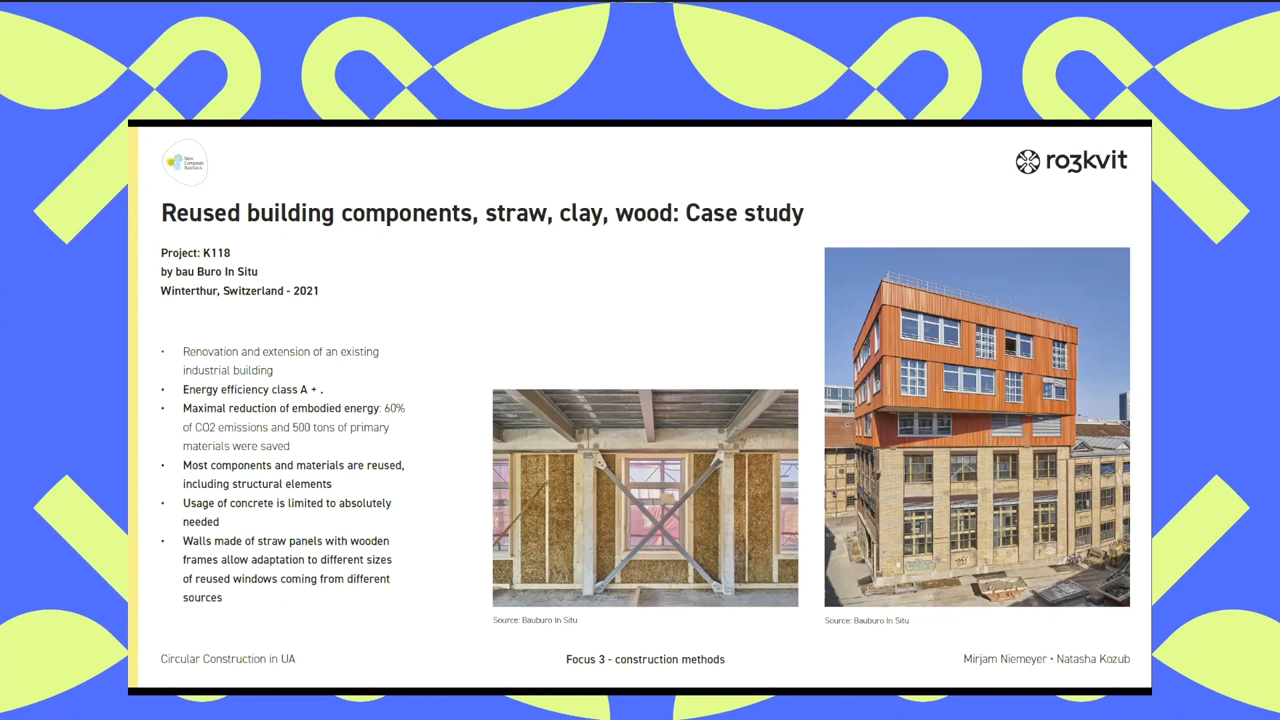 New
European
Bauhaus
ro3kvit
Reused building components, straw, clay, wood: Case study
Project: K118
by bau Buro In Situ
Winterthur, Switzerland - 2021
• Renovation and extension of an existing
industrial building
• Energy efficiency class A + .
• Maximal reduction of embodied energy: 60%
of CO2 emissions and 500 tons of primary
materials were saved
• Most components and materials are reused,
including structural elements
• Usage of concrete is limited to absolutely
needed
• Walls made of straw panels with wooden
frames allow adaptation to different sizes
of reused windows coming from different
sources
Source: Bauburo In Situ
Source: Bauburo In Situ
Circular Construction in UA
Focus 3 - construction methods
Mirjam Niemeyer • Natasha Kozub